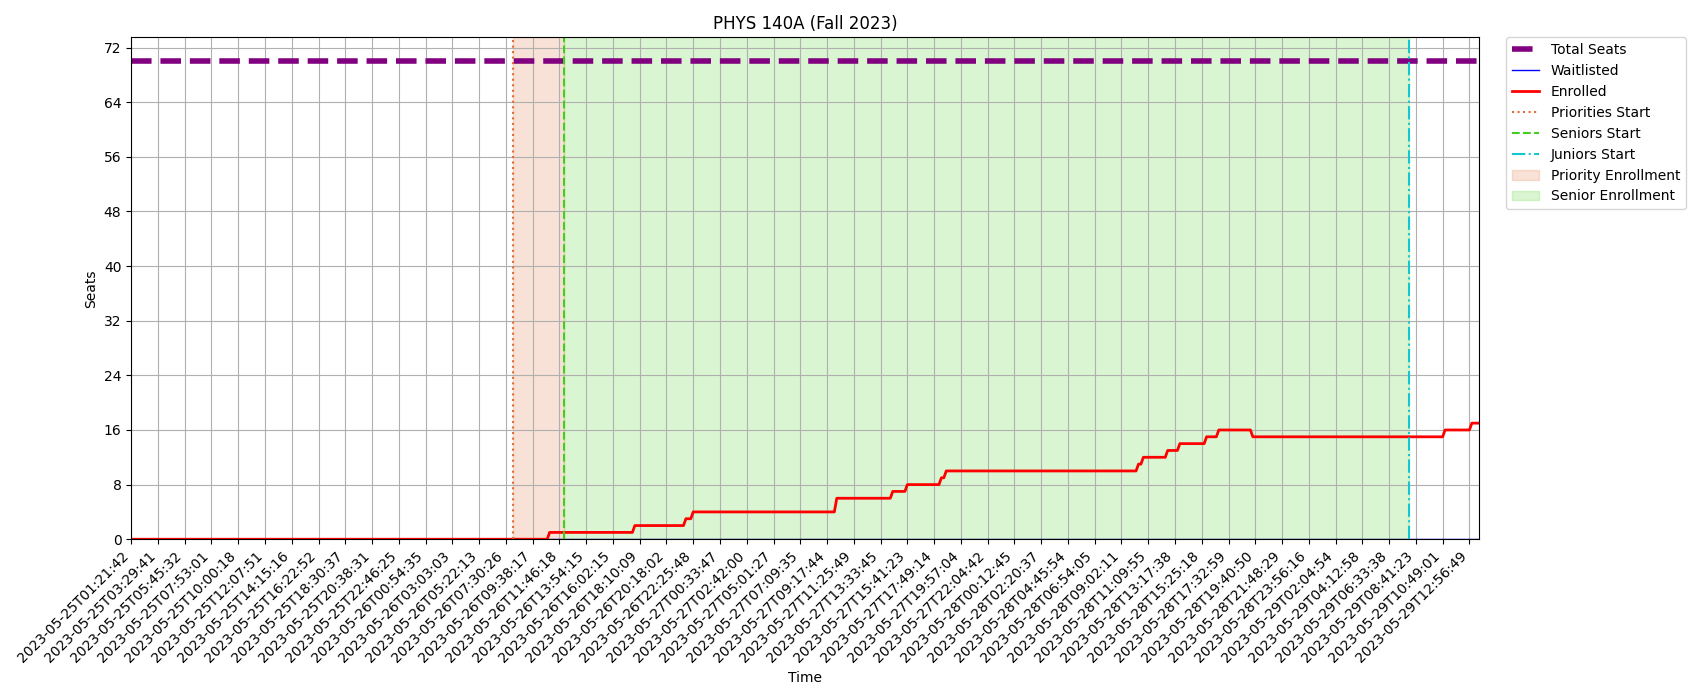 PHYS 140A (Fall 2023)
72
64
56
48
40
32
24
16
8
0
Seats
2023-05-25T01:21:42
2023-05-25T03:29:41
2023-05-25T05:45:32
2023-05-25T07:53:01
2023-05-25T10:00:18
2023-05-25T12:07:51
2023-05-25T14:15:16
2023-05-25T16:22:52
2023-05-25T18:30:37
2023-05-25T20:38:31
2023-05-25T22:46:25
2023-05-26T00:54:35
2023-05-26T03:03:03
2023-05-26T05:22:13
2023-05-26T07:30:26
2023-05-26T09:38:17
2023-05-26T11:46:18
2023-05-26T13:54:15
2023-05-26T16:02:15
2023-05-26T18:10:09
2023-05-26T20:18:02
2023-05-26T22:25:48
2023-05-27T00:33:47
2023-05-27T02:42:00
2023-05-27T05:01:27
2023-05-27T07:09:35
2023-05-27T09:17:44
2023-05-27T11:25:49
2023-05-27T13:33:45
2023-05-27T15:41:23
2023-05-27T17:49:14
2023-05-27T19:57:04
2023-05-27T22:04:42
2023-05-28T00:12:45
2023-05-28T02:20:37
2023-05-28T04:45:54
2023-05-28T06:54:05
2023-05-28T09:02:11
2023-05-28T11:09:55
2023-05-28T13:17:38
2023-05-28T15:25:18
2023-05-28T17:32:59
2023-05-28T19:40:50
2023-05-28T21:48:29
2023-05-28T23:56:16
2023-05-29T02:04:54
2023-05-29T04:12:58
2023-05-29T06:33:38
2023-05-29T08:41:23
2023-05-29T10:49:01
2023-05-29T12:56:49
Time
Total Seats
Waitlisted
Enrolled
Priorities Start
Seniors Start
Juniors Start
Priority Enrollment
Senior Enrollment